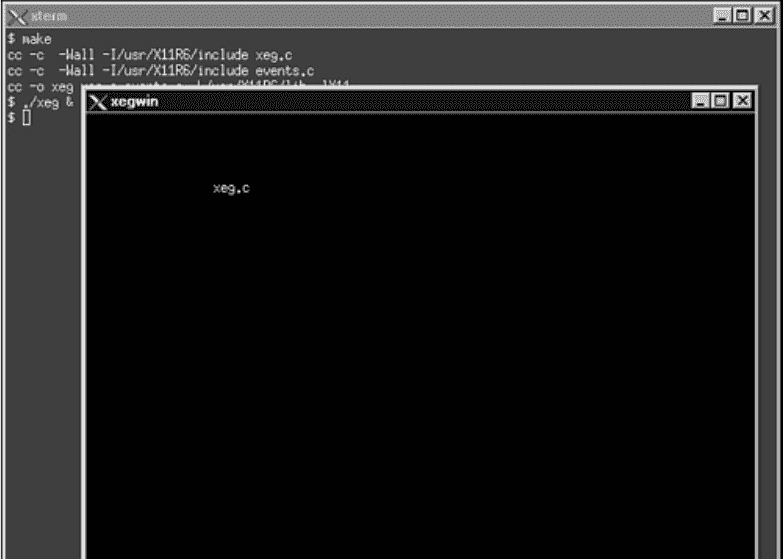 xterm
$ make
cc -c -Wall -I/usr/X11R6/include xeg.c
cc -c -Wall -I/usr/X11R6/include events.c
cc -o xeg
$ ./xeg &
$
xegwin
xeg.c